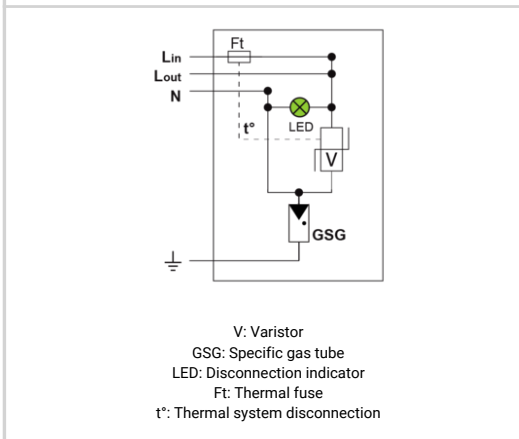 Ft
Lin
Lout
N
LED
t°
V
GSG
V: Varistor
GSG: Specific gas tube
LED: Disconnection indicator
Ft: Thermal fuse
t°: Thermal system disconnection